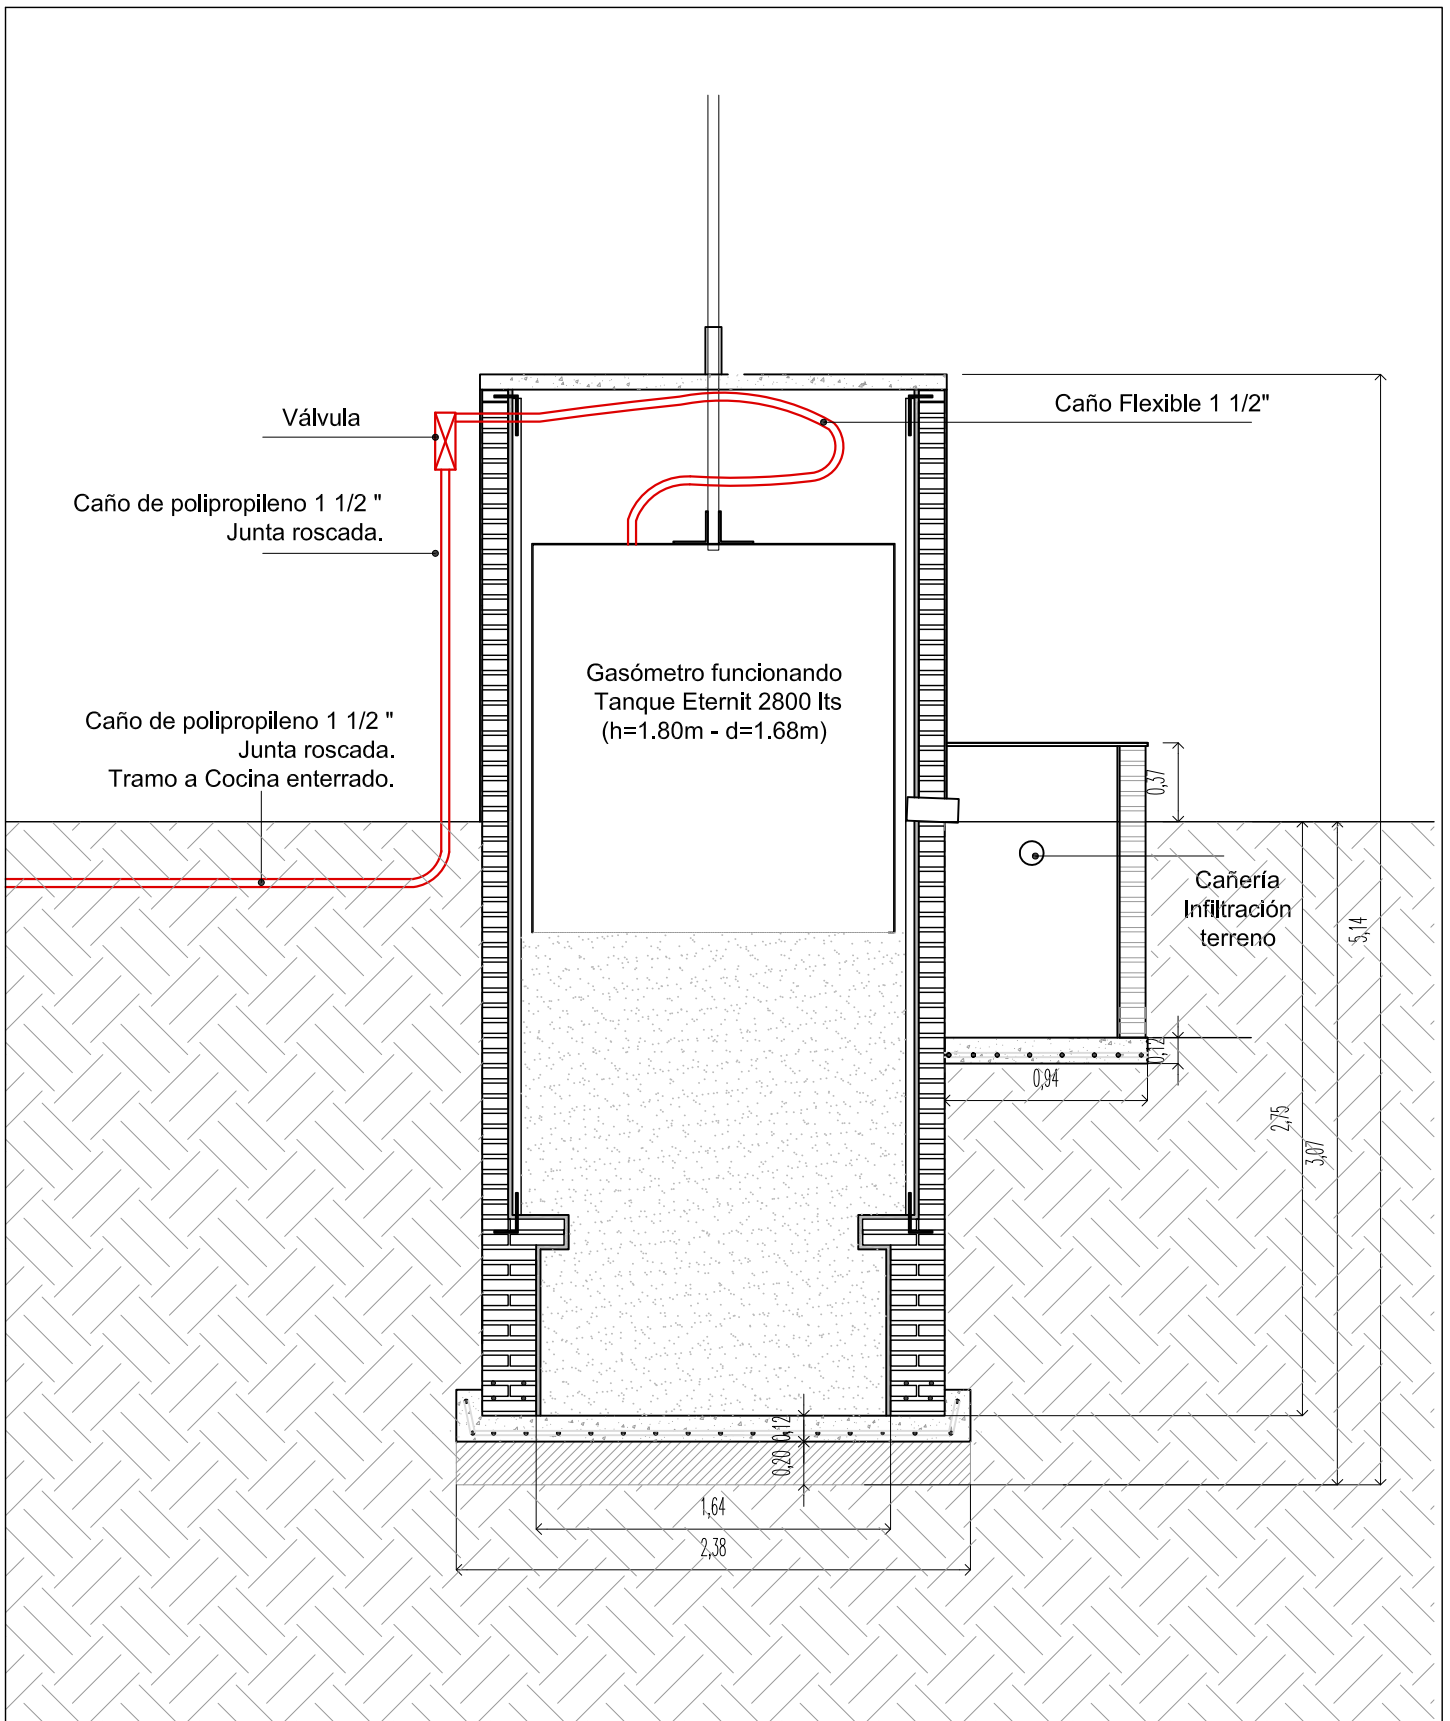 Válvula
Caño Flexible 1 1/2"
Caño de polipropileno 1 1/2 "
Junta roscada.
Gasómetro funcionando
Tanque Eternit 2800 lts
(h=1.80m - d=1.68m)
Caño de polipropileno 1 1/2 "
Junta roscada.
Tramo a Cocina enterrado.
0,37
Cañería
Infiltración
terreno
5,14
0,12
0,94
2,75
3,07
0,12
0,20
1,64
2,38